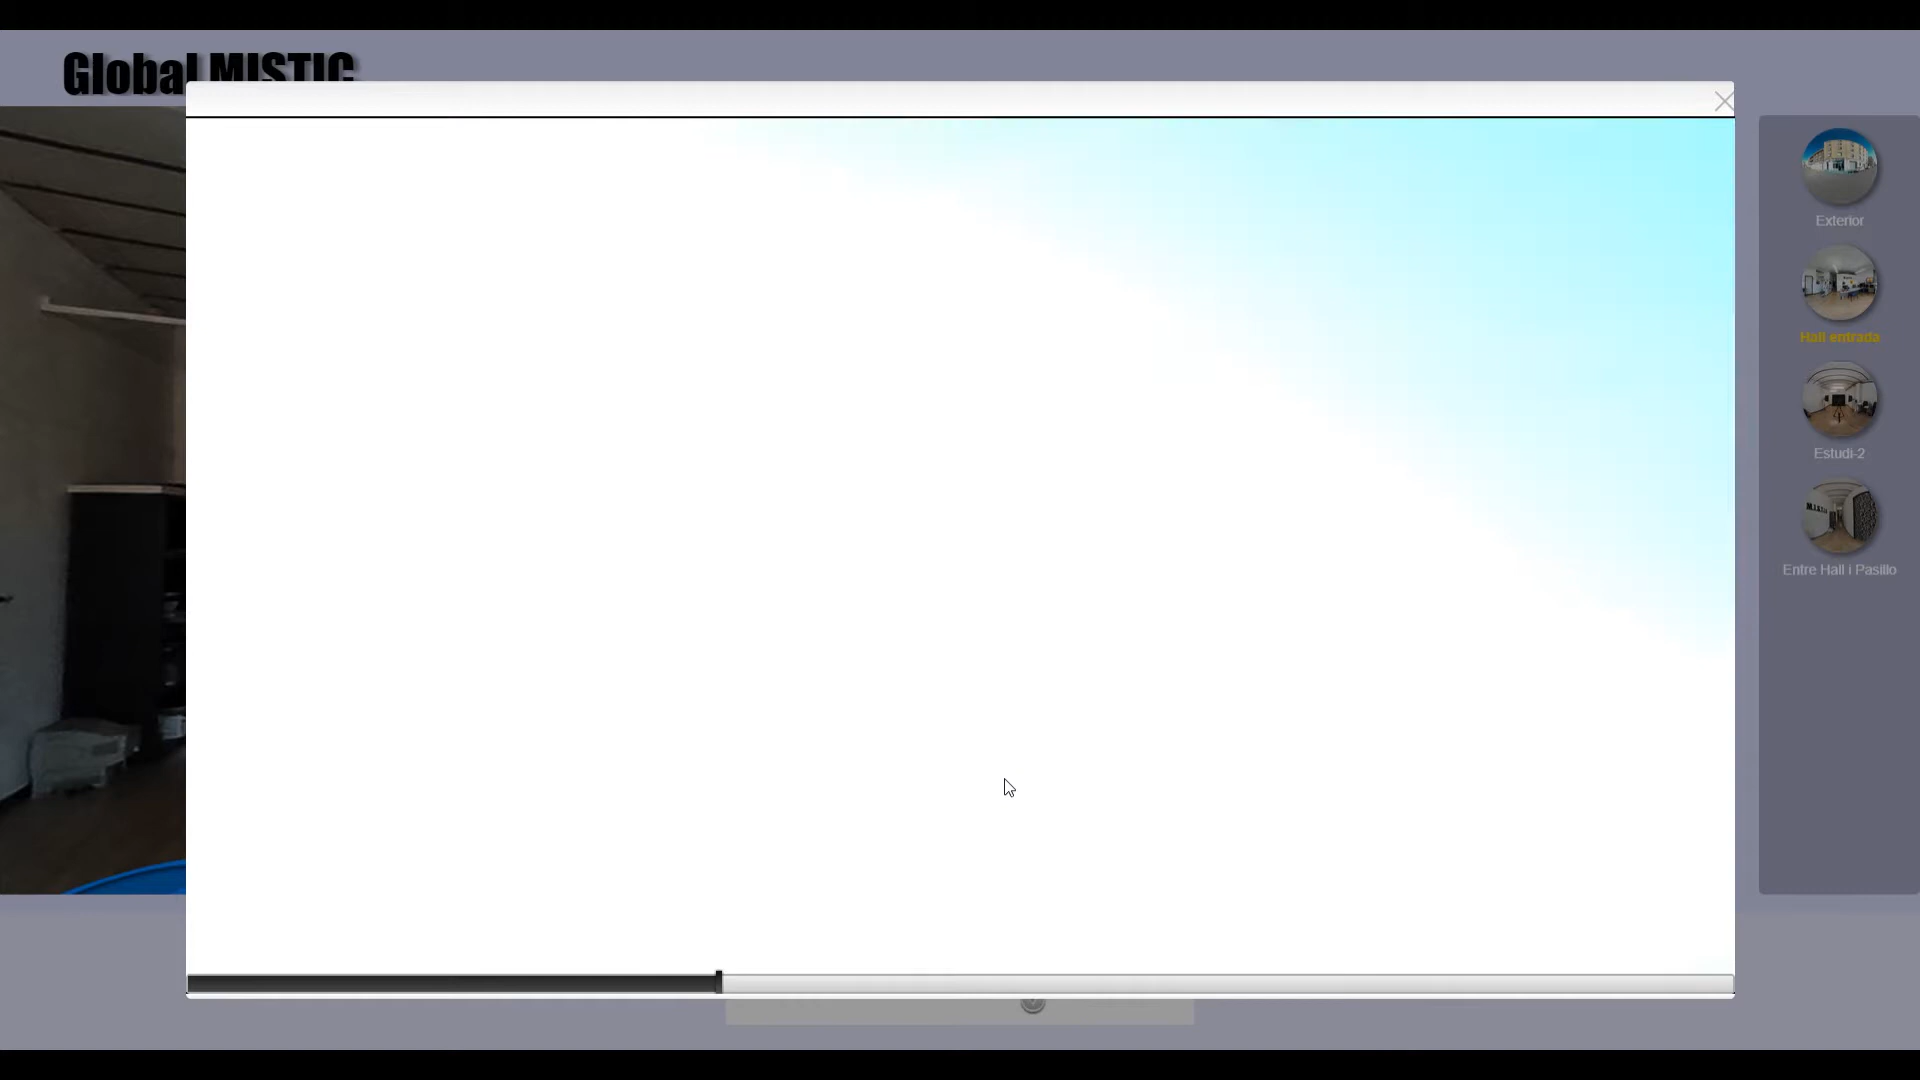 Global MISTIC
Exterior
Hall entrada
Estudi-2
Entre Hall i Pasillo